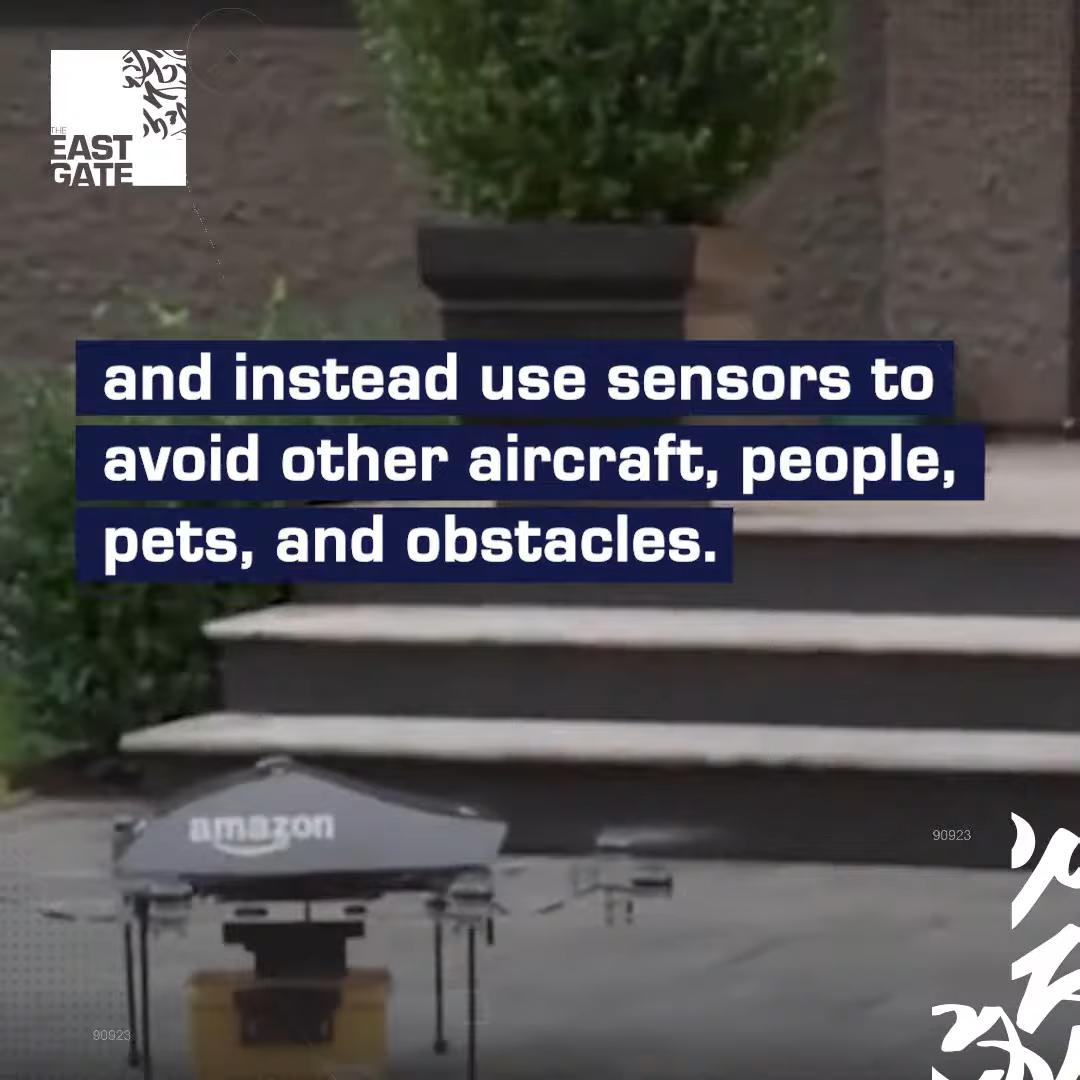 THE
EAST
GATE
and instead use sensors to
avoid other aircraft, people,
pets, and obstacles.
amazon
90923
90923